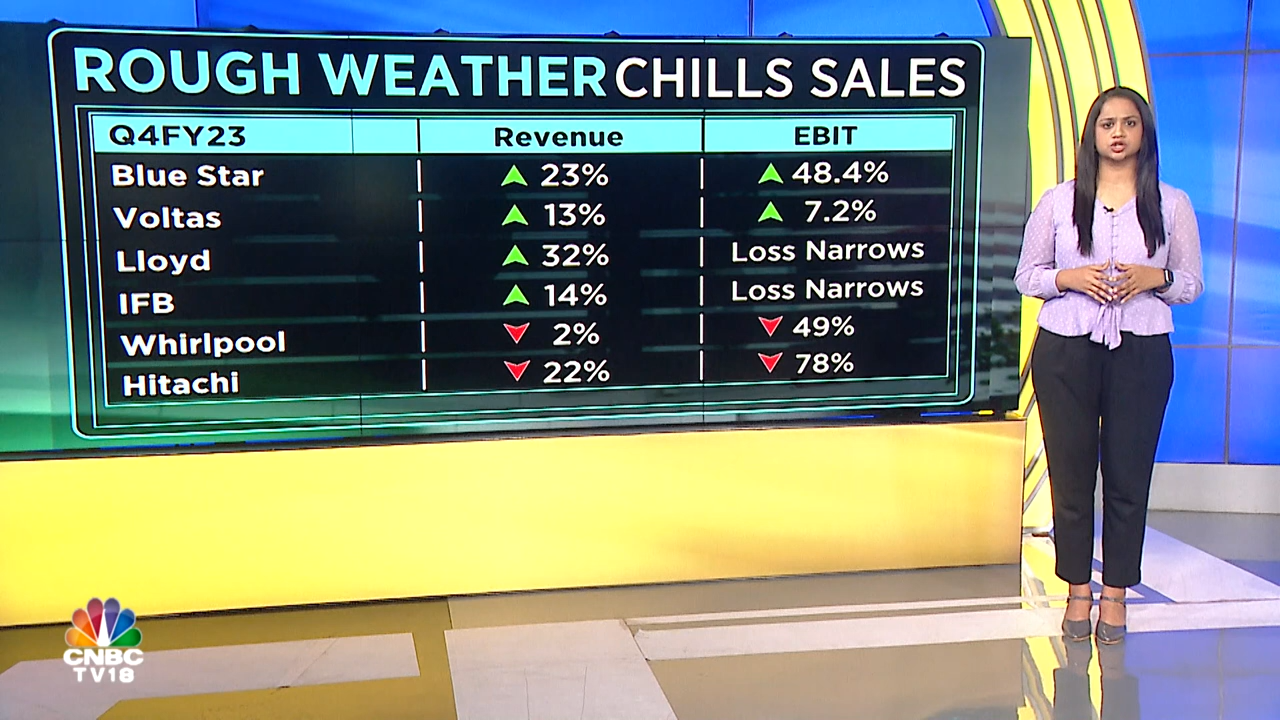 ROUGH WEATHER CHILLS SALES
Q4FY23 Revenue EBIT
Blue Star 23% 48.4%
Voltas 13% 7.2%
Lloyd 32% Loss Narrows
IFB 14% Loss Narrows
Whirlpool 2% 49%
Hitachi 22% 78%
CNBC
TV18